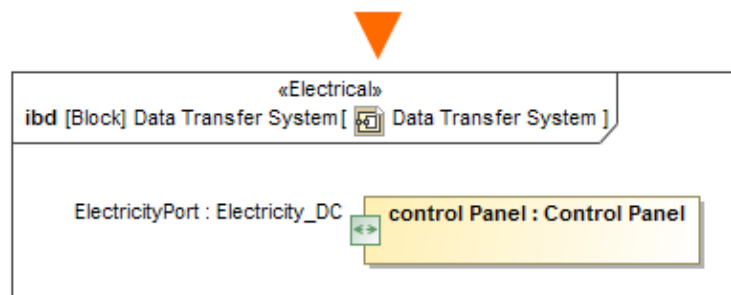 «Electrical»
ibd [Block] Data Transfer System[ Data Transfer System ]
ElectricityPort : Electricity_DC
control Panel : Control Panel